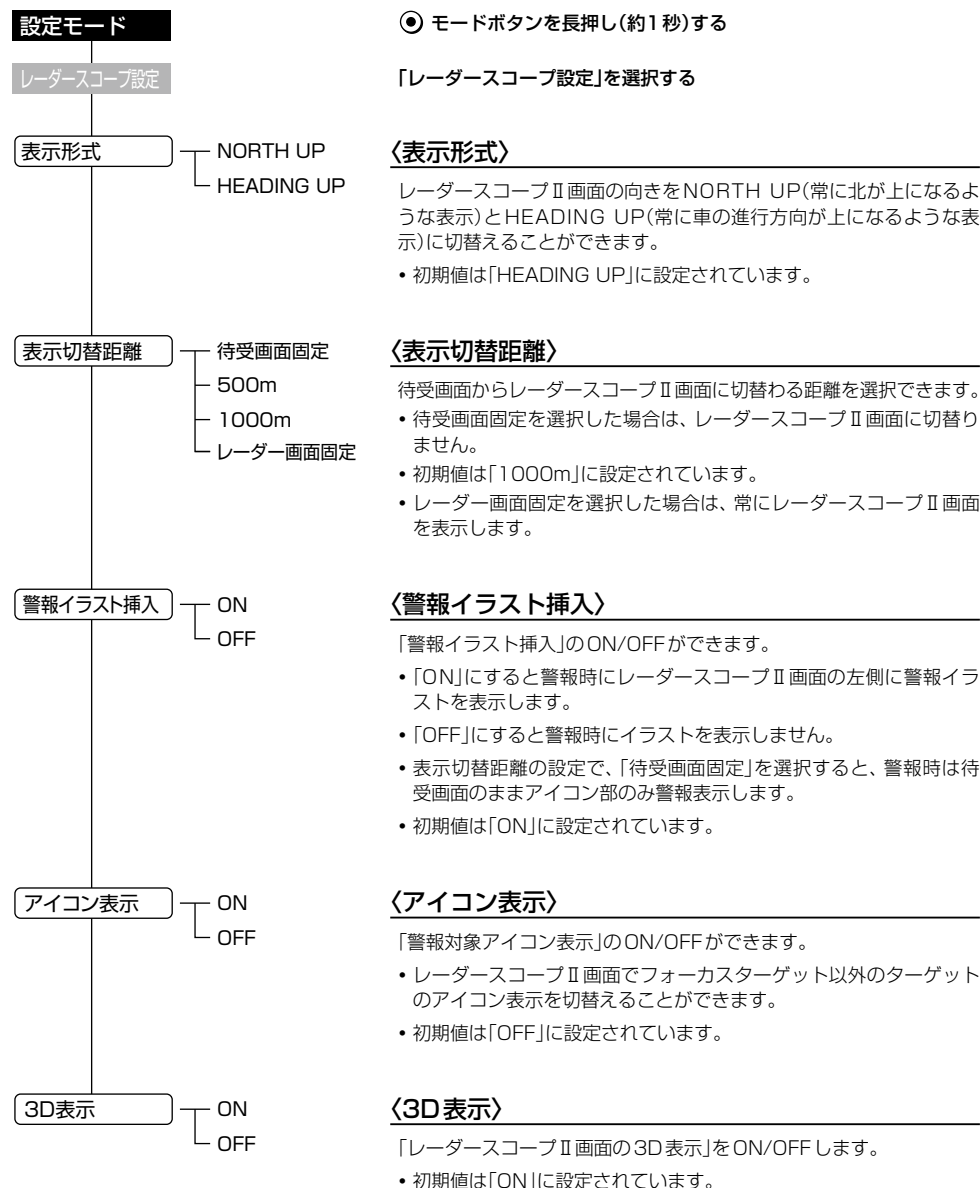 設定モード
モードボタンを長押し(約1秒)する
レーダースコープ設定
「レーダースコープ設定」を選択する
表示形式
NORTH UP
HEADING UP
〈表示形式〉
レーダースコープⅡ画面の向きをNORTH UP(常に北が上になるよ
うな表示)とHEADING UP(常に車の進行方向が上になるような表
示)に切替えることができます。
• 初期値は「HEADING UP」に設定されています。
表示切替距離
待受画面固定
500m
1000m
レーダー画面固定
〈表示切替距離〉
待受画面からレーダースコープⅡ画面に切替わる距離を選択できます。
• 待受画面固定を選択した場合は、レーダースコープⅡ画面に切替り
ません。
• 初期値は「1000m」に設定されています。
• レーダー画面固定を選択した場合は、常にレーダースコープⅡ画面
を表示します。
警報イラスト挿入
ON
OFF
〈警報イラスト挿入〉
「警報イラスト挿入」のON/OFFができます。
• 「ON」にすると警報時にレーダースコープⅡ画面の左側に警報イラ
ストを表示します。
• 「OFF」にすると警報時にイラストを表示しません。
• 表示切替距離の設定で、「待受画面固定」を選択すると、警報時は待
受画面のままアイコン部のみ警報表示します。
• 初期値は「ON」に設定されています。
アイコン表示
ON
OFF
〈アイコン表示〉
「警報対象アイコン表示」のON/OFFができます。
• レーダースコープⅡ画面でフォーカスターゲット以外のターゲット
のアイコン表示を切替えることができます。
• 初期値は「OFF」に設定されています。
3D表示
ON
OFF
〈3D表示〉
「レーダースコープⅡ画面の3D表示」をON/OFFします。
• 初期値は「ON」に設定されています。